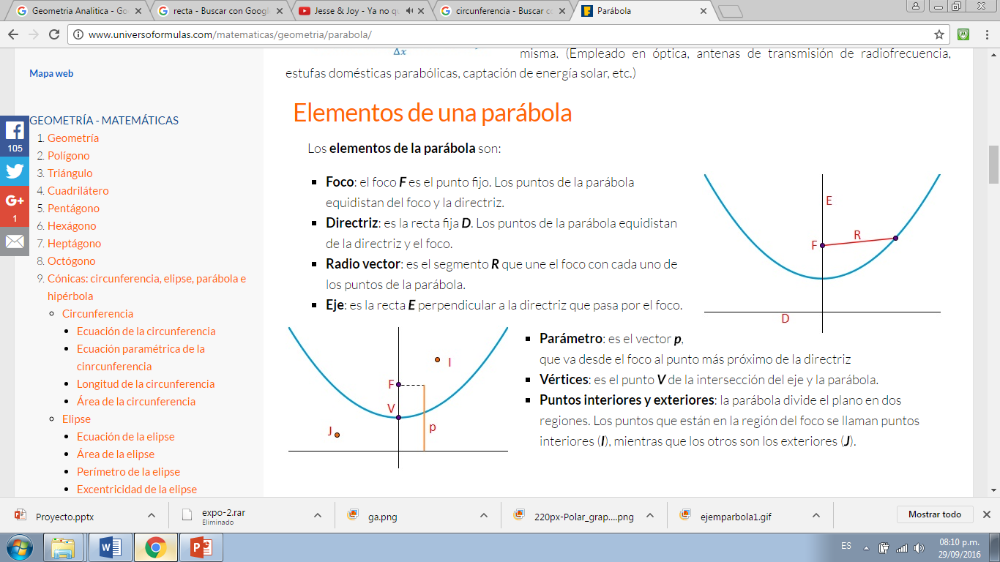 Geometria Analitica - Go
recta - Buscar con Google
Jesse & Joy - Ya no qu
circunferencia - Buscar co
Parábola
www.universoformulas.com/matematicas/geometria/parabola/
Δx
misma. (Empleado en óptica, antenas de transmisión de radiofrecuencia,
estufas domésticas parabólicas, captación de energía solar, etc.)
Mapa web
GEOMETRÍA - MATEMÁTICAS
1. Geometría
2. Polígono
3. Triángulo
4. Cuadrilátero
5. Pentágono
6. Hexágono
7. Heptágono
8. Octógono
9. Cónicas: circunferencia, elipse, parábola e
hipérbola
Circunferencia
Ecuación de la circunferencia
Ecuación paramétrica de la
cinrcunferencia
Longitud de la circunferencia
Área de la circunferencia
Elipse
Ecuación de la elipse
Área de la elipse
Perímetro de la elipse
Excentricidad de la elipse
105
G+
1
Elementos de una parábola
Los elementos de la parábola son:
Foco: el foco F es el punto fijo. Los puntos de la parábola
equidistan del foco y la directriz.
Directriz: es la recta fija D. Los puntos de la parábola equidistan
de la directriz y el foco.
Radio vector: es el segmento R que une el foco con cada uno de
los puntos de la parábola.
Eje: es la recta E perpendicular a la directriz que pasa por el foco.
E
F
R
D
I
F
V
J
p
Parámetro: es el vector p,
que va desde el foco al punto más próximo de la directriz
Vértices: es el punto V de la intersección del eje y la parábola.
Puntos interiores y exteriores: la parábola divide el plano en dos
regiones. Los puntos que están en la región del foco se llaman puntos
interiores (I), mientras que los otros son los exteriores (J).
Proyecto.pptx
expo-2.rar
Eliminado
ga.png
220px-Polar_grap....png
ejemparbola1.gif
Mostrar todo
ES
08:10 p.m.
29/09/2016